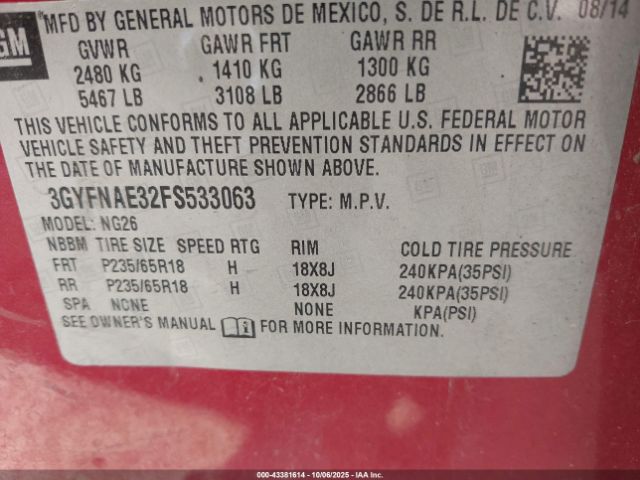 GM
MFD BY GENERAL MOTORS DE MEXICO, S. DE R.L. DE C.V. 08/14
GVWR GAWR FRT GAWR RR
2480 KG 1410 KG 1300 KG
5467 LB 3108 LB 2866 LB
THIS VEHICLE CONFORMS TO ALL APPLICABLE U.S. FEDERAL MOTOR
VEHICLE SAFETY AND THEFT PREVENTION STANDARDS IN EFFECT ON
THE DATE OF MANUFACTURE SHOWN ABOVE.
3GYFNAE32FS533063 TYPE: M.P.V.
MODEL: NG26
NBBM TIRE SIZE SPEED RTG RIM COLD TIRE PRESSURE
FRT P235/65R18 H 18X8J 240KPA(35PSI)
RR P235/65R18 H 18X8J 240KPA(35PSI)
SPA NONE NONE KPA(PSI)
SEE OWNER'S MANUAL FOR MORE INFORMATION.
000-43381614 | 10/06/2025 | IAA Inc.